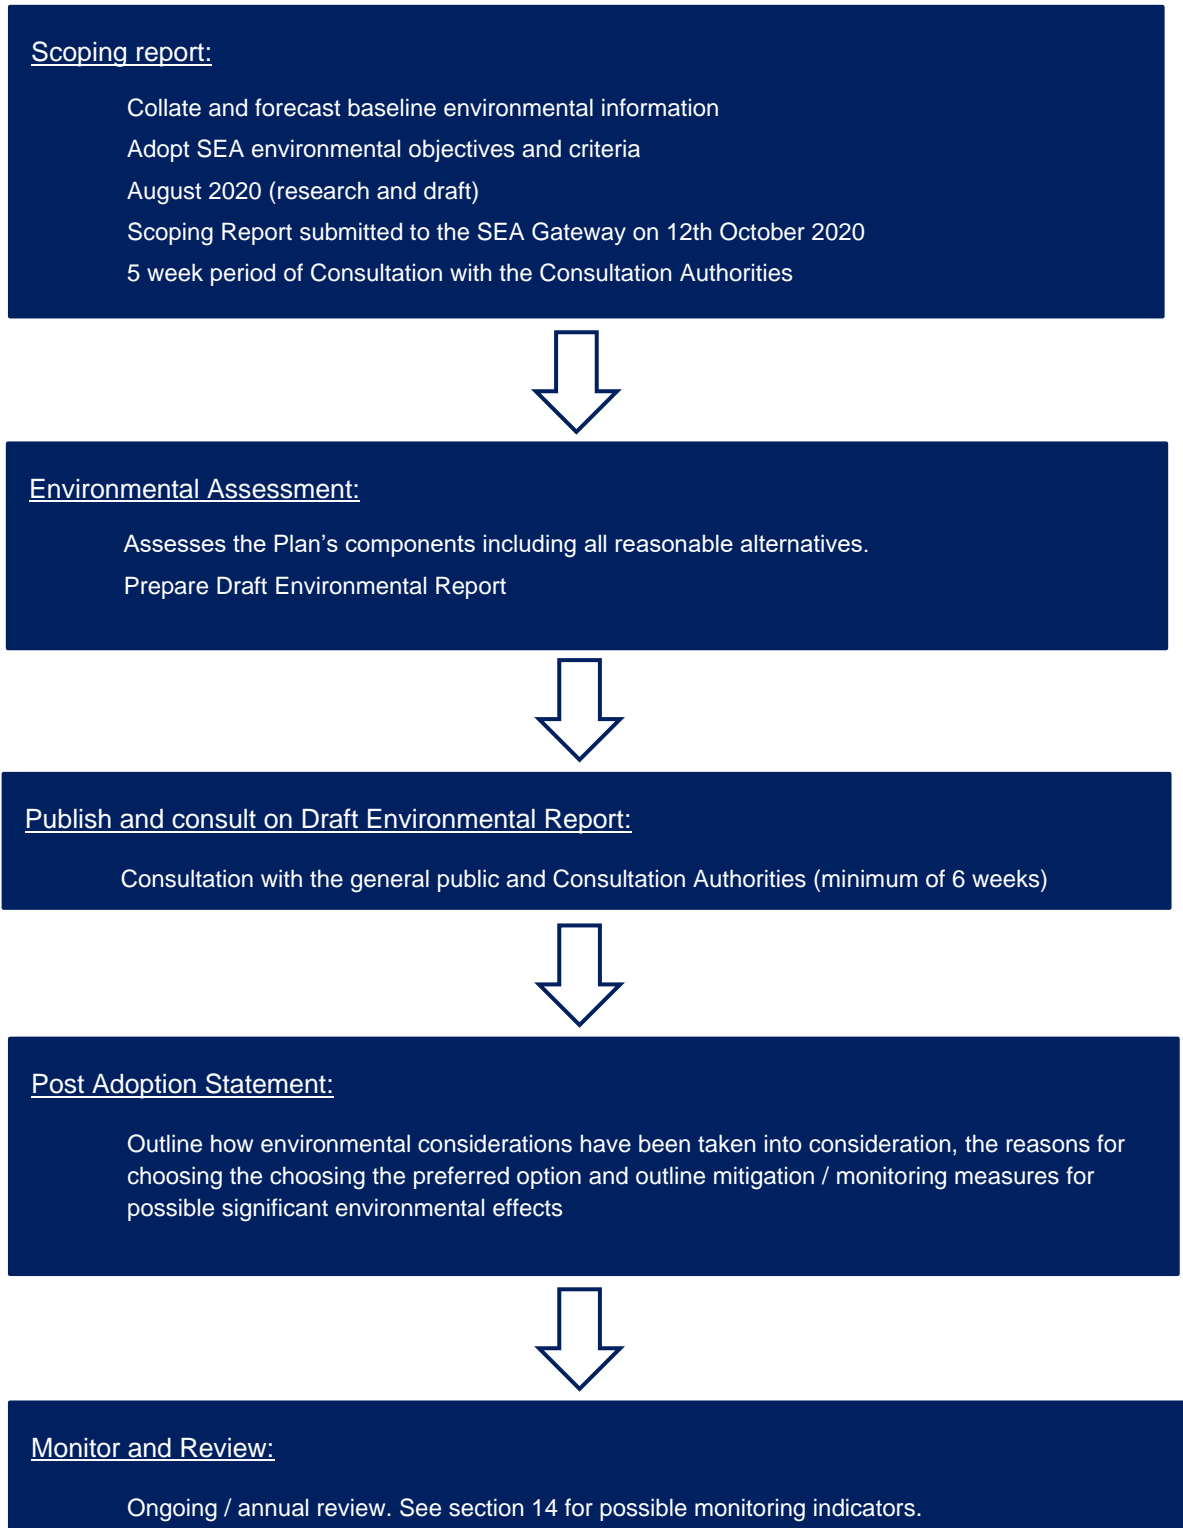 Scoping report:
Collate and forecast baseline environmental information
Adopt SEA environmental objectives and criteria
August 2020 (research and draft)
Scoping Report submitted to the SEA Gateway on 12th October 2020
5 week period of Consultation with the Consultation Authorities
Environmental Assessment:
Assesses the Plan’s components including all reasonable alternatives.
Prepare Draft Environmental Report
Publish and consult on Draft Environmental Report:
Consultation with the general public and Consultation Authorities (minimum of 6 weeks)
Post Adoption Statement:
Outline how environmental considerations have been taken into consideration, the reasons for
choosing the choosing the preferred option and outline mitigation / monitoring measures for
possible significant environmental effects
Monitor and Review:
Ongoing / annual review. See section 14 for possible monitoring indicators.